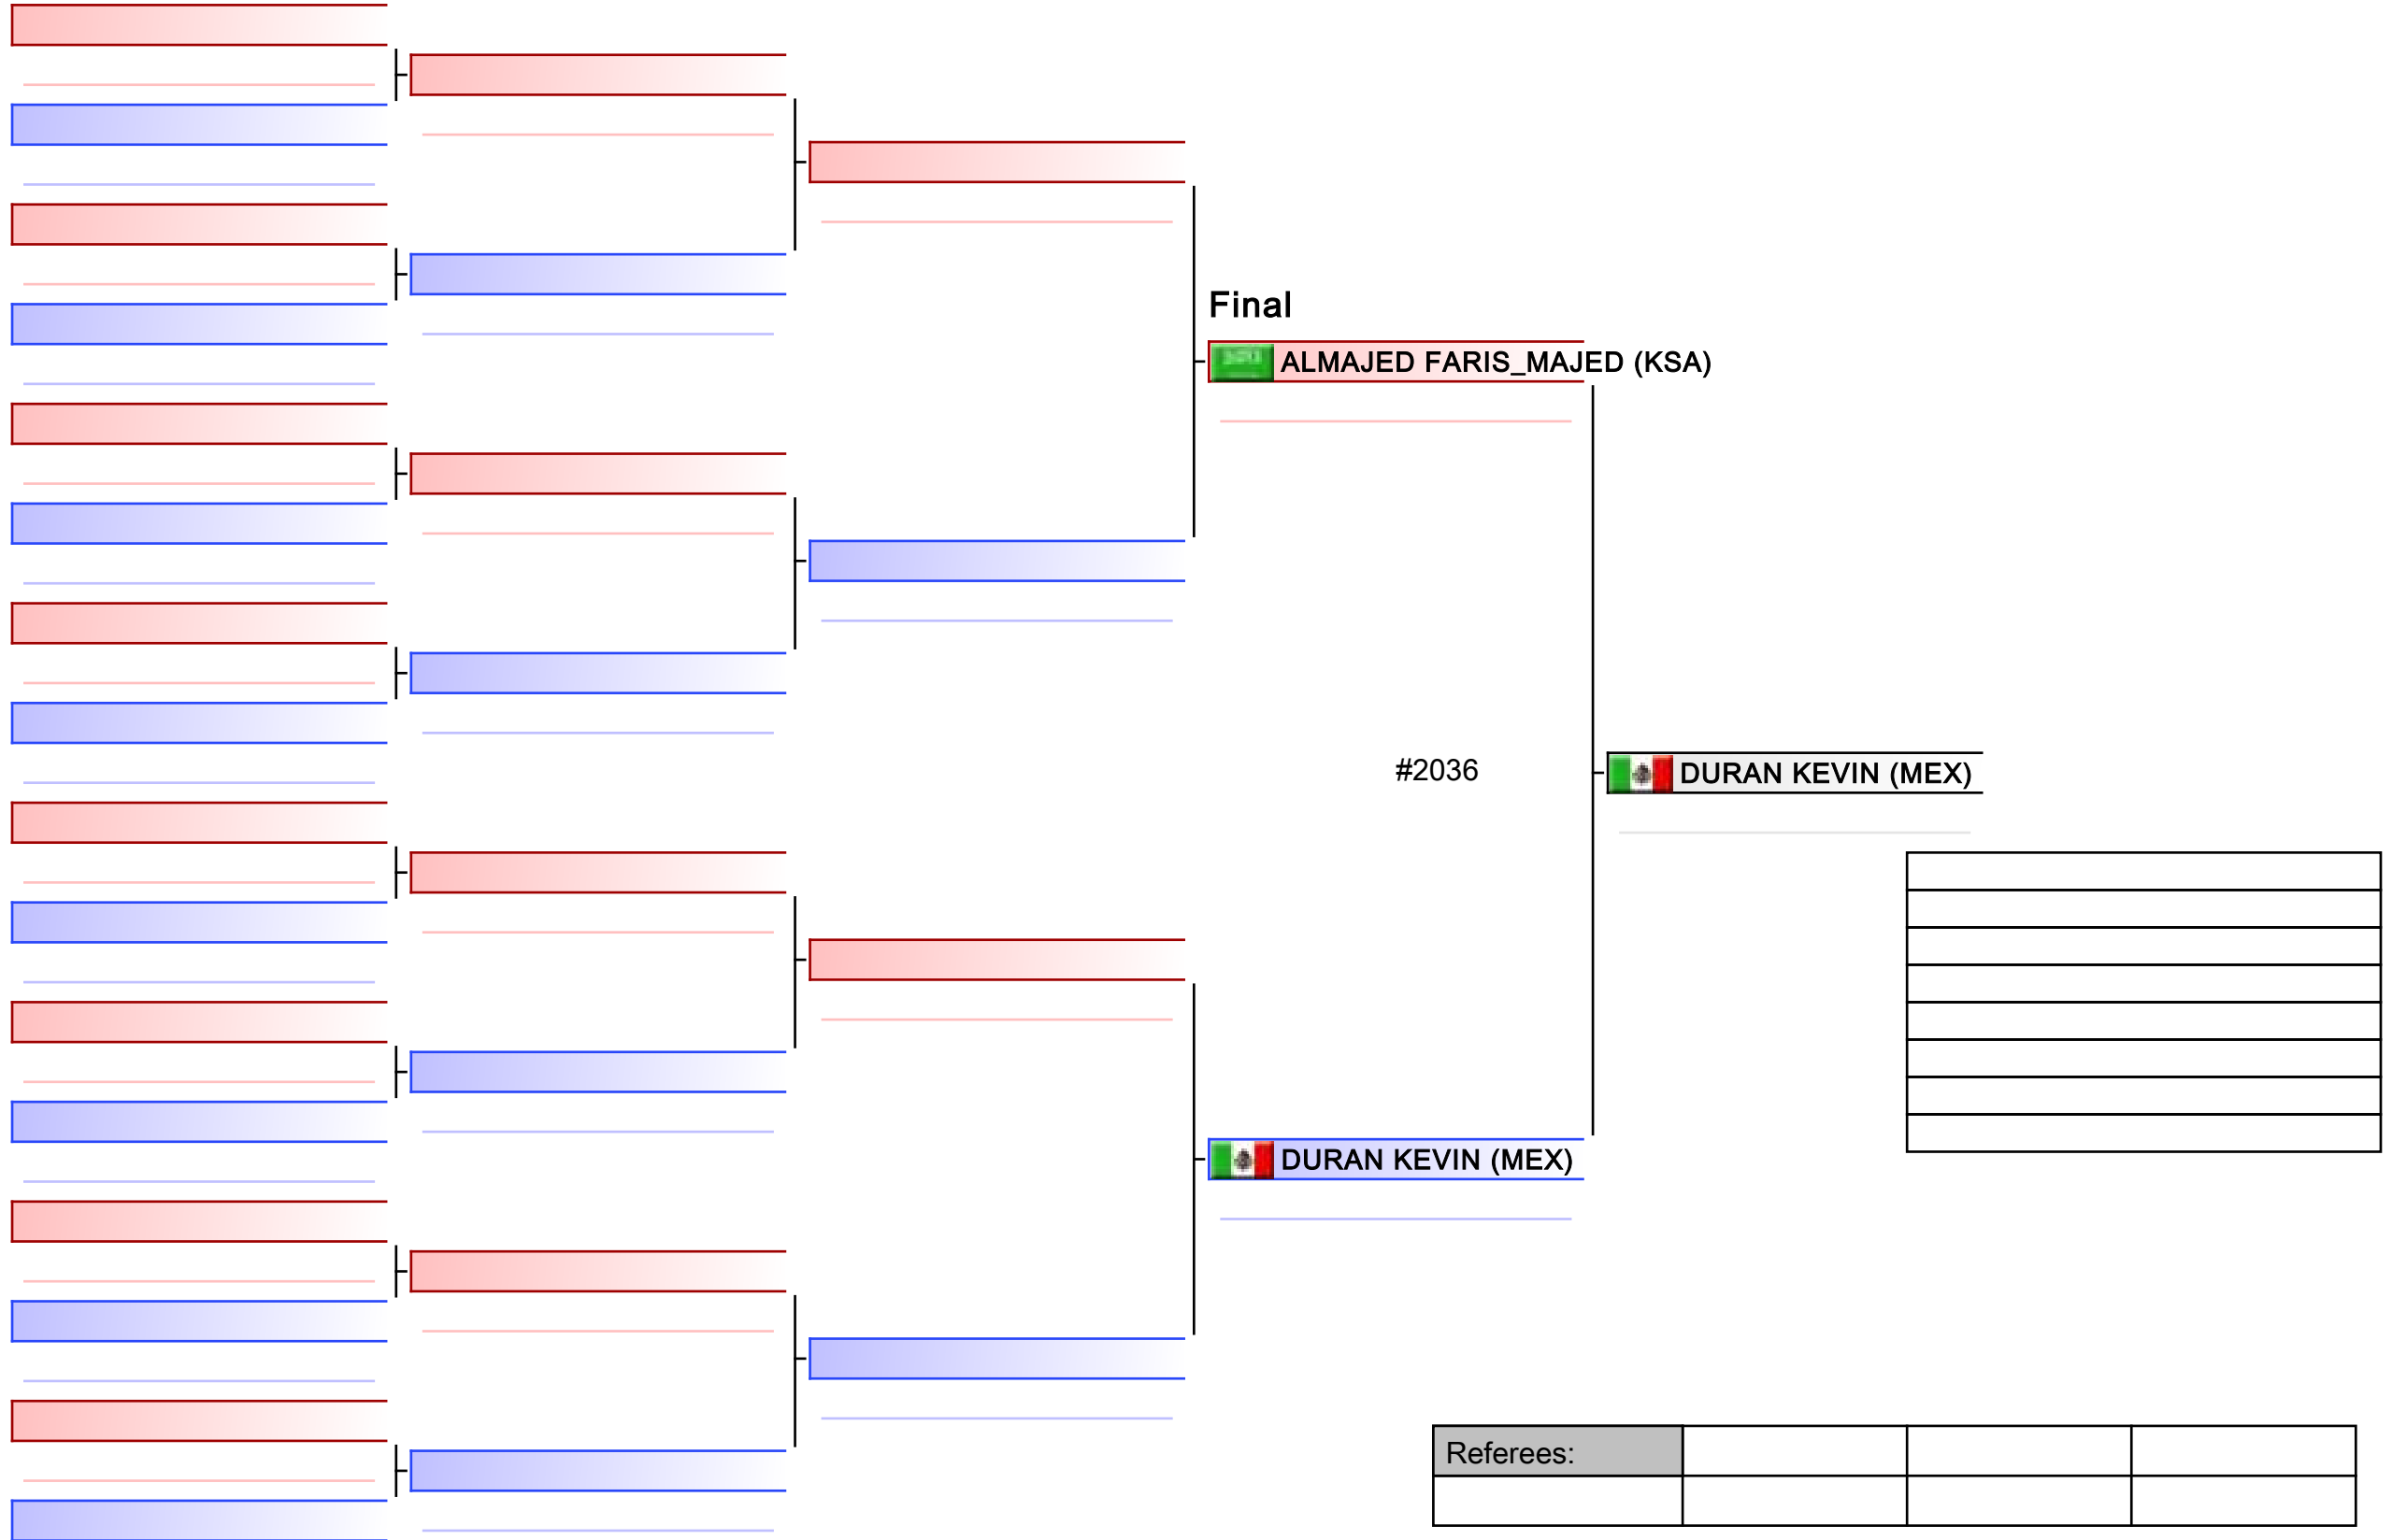 Final
ALMAJED FARIS_MAJED (KSA)
#2036
DURAN KEVIN (MEX)
DURAN KEVIN (MEX)
Referees: